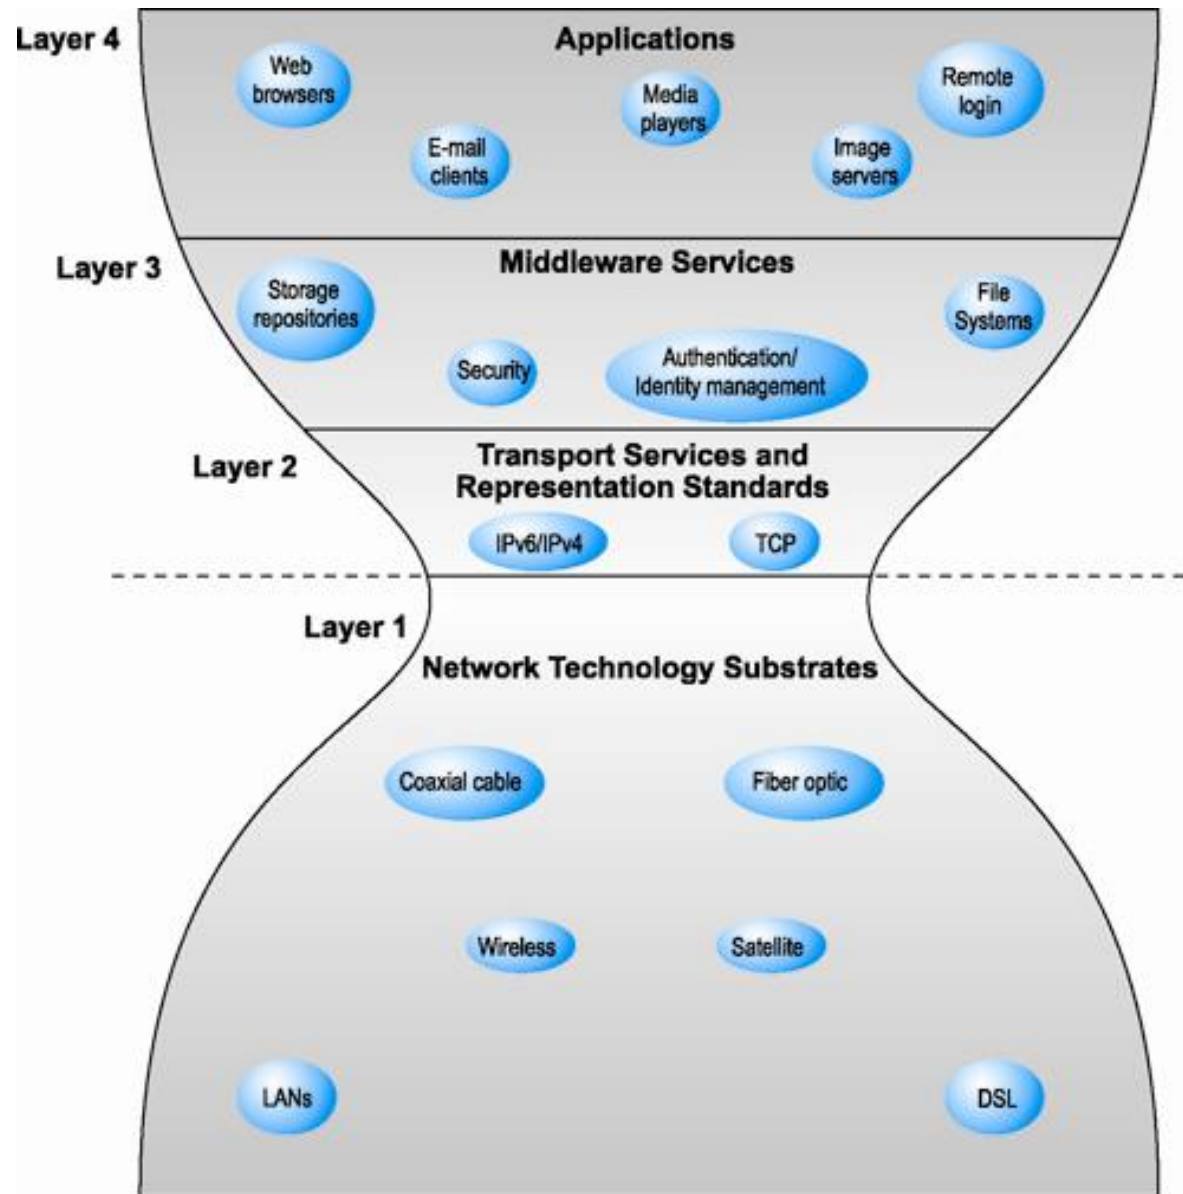 Layer 4
Applications
Web
browsers
E-mail
clients
Media
players
Image
servers
Remote
login
Layer 3
Middleware Services
Storage
repositories
Security
Authentication/
Identity management
File
Systems
Layer 2
Transport Services and
Representation Standards
IPv6/IPv4
TCP
Layer 1
Network Technology Substrates
Coaxial cable
Fiber optic
Wireless
Satellite
LANs
DSL